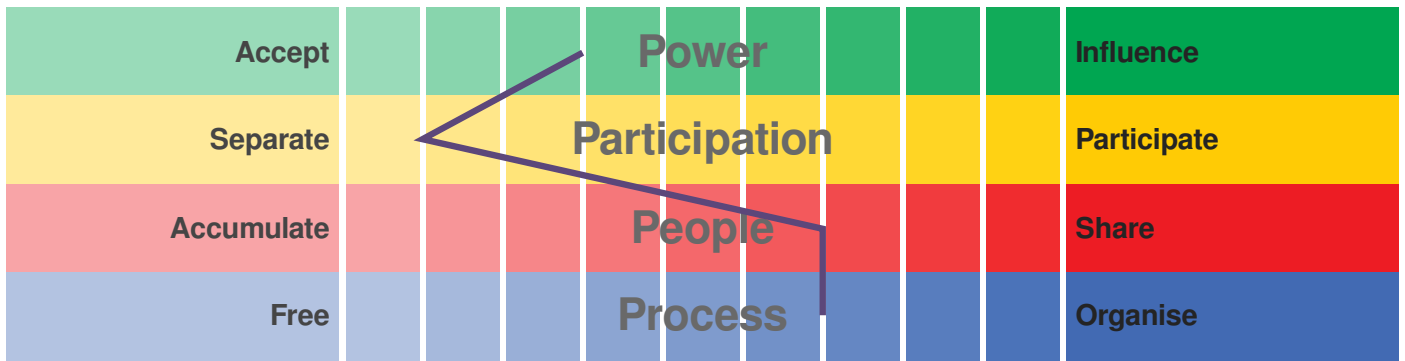 Accept Power Influence
Separate Participation Participate
Accumulate People Share
Free Process Organise